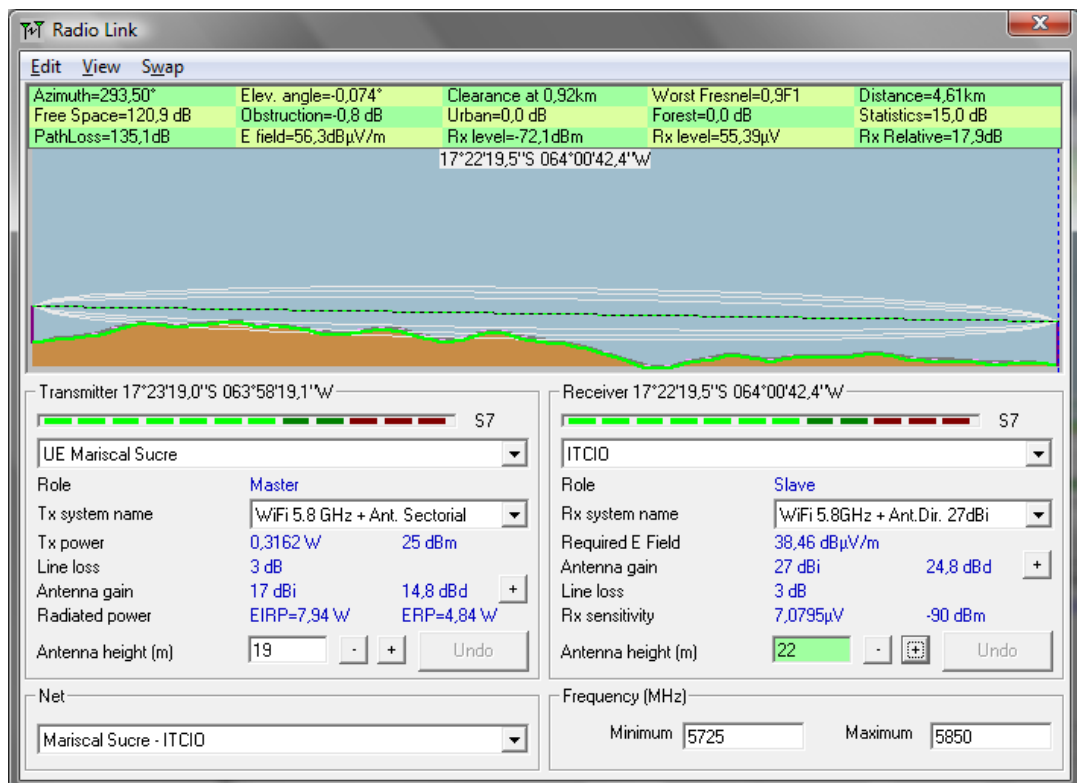 Radio Link
Edit View Swap
Azimuth=293,50° Elev. angle=-0,074° Clearance at 0,92km Worst Fresnel=0,9F1 Distance=4,61km
Free Space=120,9 dB Obstruction=-0,8 dB Urban=0,0 dB Forest=0,0 dB Statistics=15,0 dB
PathLoss=135,1dB E field=56,3dBµV/m Rx level=-72,1dBm Rx level=55,39µV Rx Relative=17,9dB
17°22'19,5"S 064°00'42,4"W
Transmitter 17°23'19,0"S 063°58'19,1"W
S7
UE Mariscal Sucre
Role Master
Tx system name WiFi 5.8 GHz + Ant. Sectorial
Tx power 0,3162 W 25 dBm
Line loss 3 dB
Antenna gain 17 dBi 14,8 dBd +
Radiated power EIRP=7,94 W ERP=4,84 W
Antenna height (m) 19 - + Undo
Net
Mariscal Sucre - ITCIO
Receiver 17°22'19,5"S 064°00'42,4"W
S7
ITCIO
Role Slave
Rx system name WiFi 5.8GHz + Ant.Dir. 27dBi
Required E Field 38,46 dBµV/m
Antenna gain 27 dBi 24,8 dBd +
Line loss 3 dB
Rx sensitivity 7,0795µV -90 dBm
Antenna height (m) 22 - + Undo
Frequency (MHz)
Minimum 5725 Maximum 5850